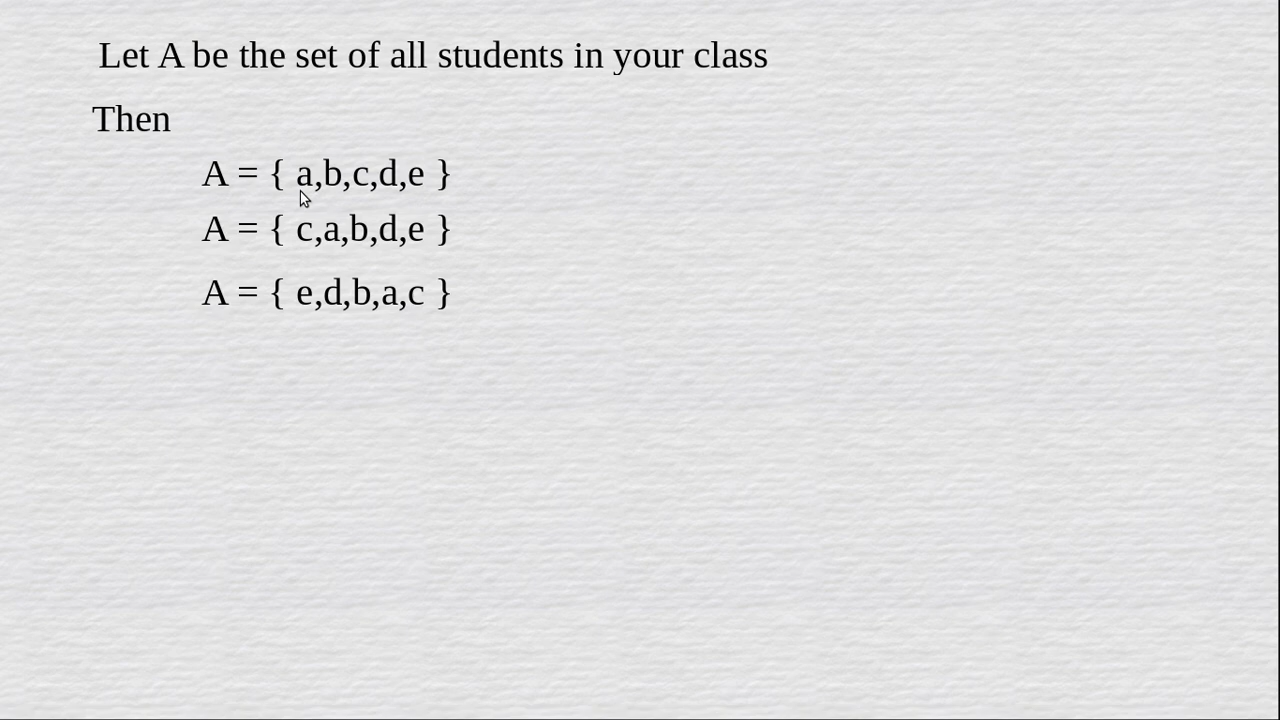 Let A be the set of all students in your class
Then
A = { a,b,c,d,e }
A = { c,a,b,d,e }
A = { e,d,b,a,c }